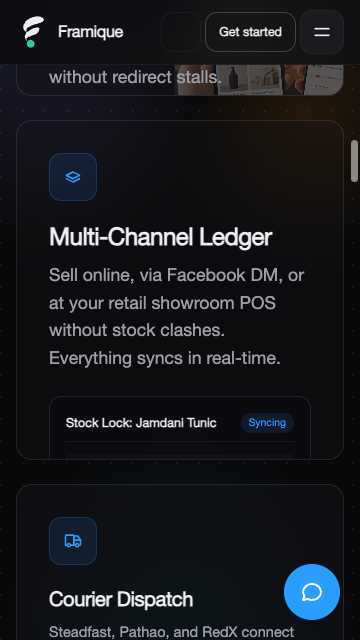 Framique
Get started
without redirect stalls.
Multi-Channel Ledger
Sell online, via Facebook DM, or
at your retail showroom POS
without stock clashes.
Everything syncs in real-time.
Stock Lock: Jamdani Tunic
Syncing
Courier Dispatch
Steadfast, Pathao, and RedX connect